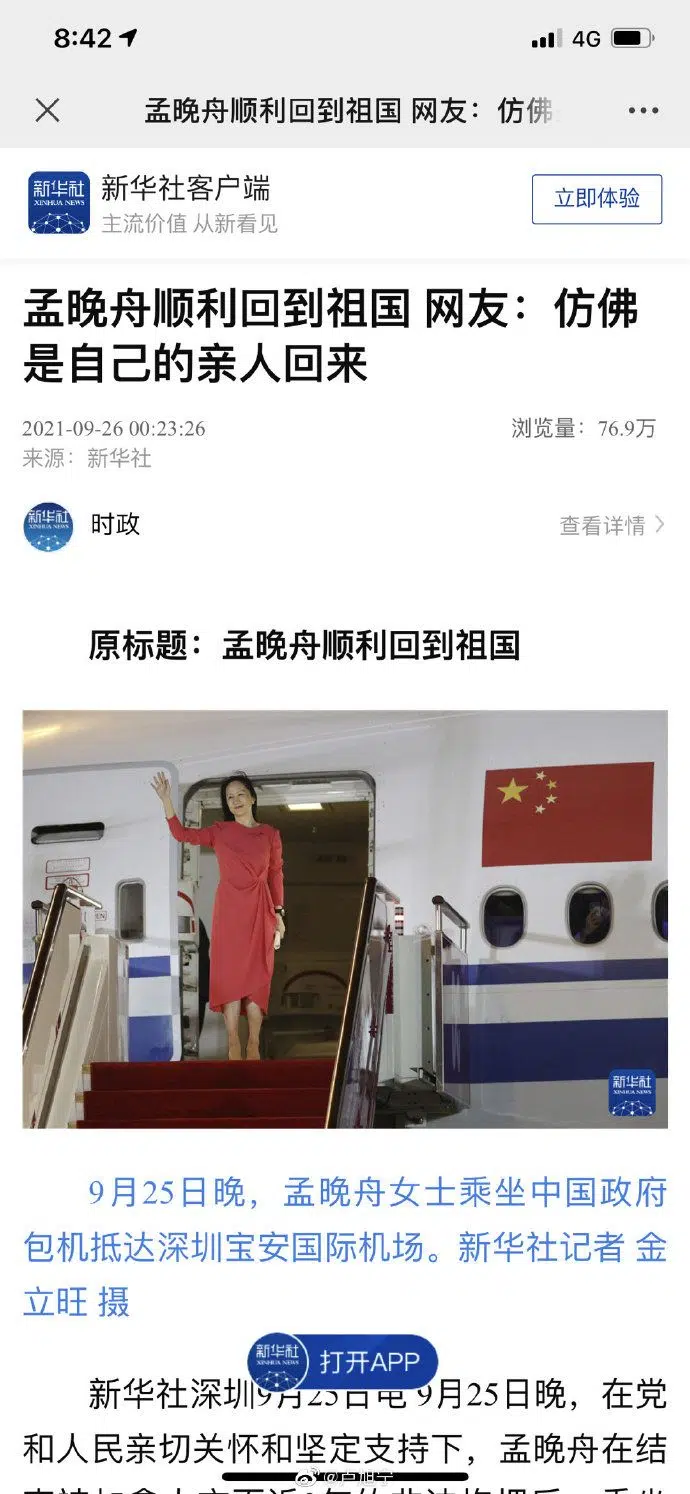 8:42
4G
孟晚舟顺利回到祖国 网友：仿佛
新华社
XINHUA NEWS
新华社客户端
主流价值 从新看见
立即体验
孟晚舟顺利回到祖国 网友：仿佛
是自己的亲人回来
2021-09-26 00:23:26
浏览量：76.9万
来源：新华社
新华社
XINHUA NEWS
时政
查看详情
原标题：孟晚舟顺利回到祖国
新华社
XINHUA NEWS
9月25日晚，孟晚舟女士乘坐中国政府
包机抵达深圳宝安国际机场。新华社记者 金
立旺 摄
新华社
XINHUA NEWS
打开APP
新华社深圳9月25日电 9月25日晚，在党
和人民亲切关怀和坚定支持下，孟晚舟在结
@卢旭宁